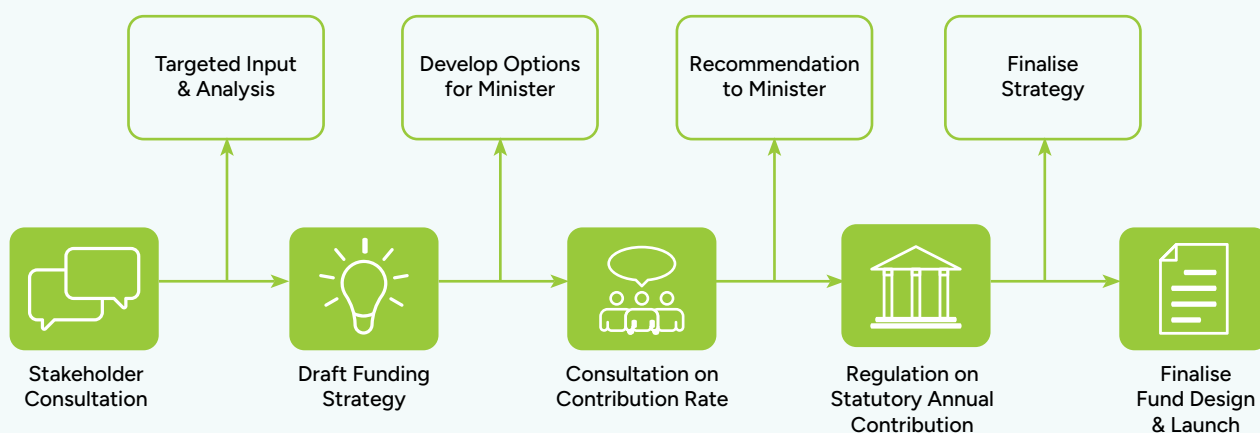 Targeted Input
& Analysis
Develop Options
for Minister
Recommendation
to Minister
Finalise
Strategy
Stakeholder
Consultation
Draft Funding
Strategy
Consultation on
Contribution Rate
Regulation on
Statutory Annual
Contribution
Finalise
Fund Design
& Launch